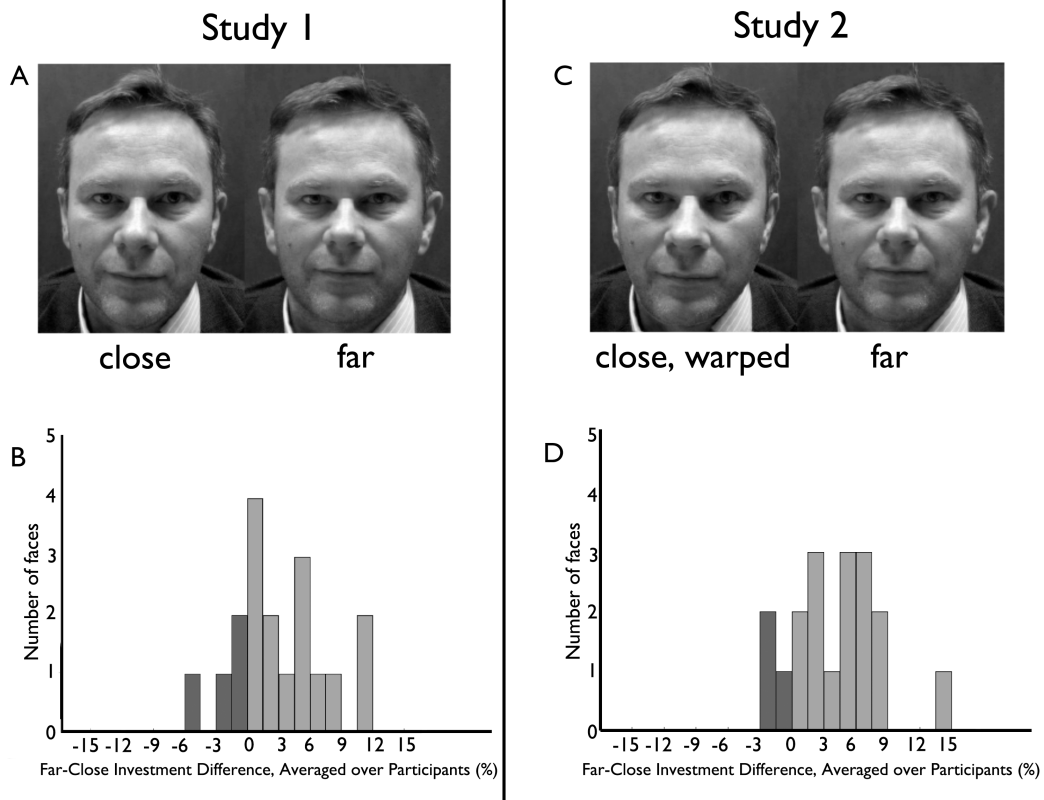 Study 1
A
close far
B
5
4
3
2
1
0
Number of faces
-15 -12 -9 -6 -3 0 3 6 9 12 15
Far-Close Investment Difference, Averaged over Participants (%)
Study 2
C
close, warped far
D
5
4
3
2
1
0
Number of faces
-15 -12 -9 -6 -3 0 3 6 9 12 15
Far-Close Investment Difference, Averaged over Participants (%)